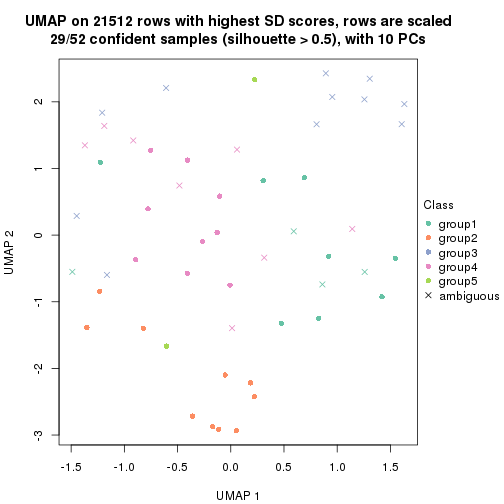 UMAP on 21512 rows with highest SD scores, rows are scaled
29/52 confident samples (silhouette > 0.5), with 10 PCs
UMAP 2
2
1
0
-1
-2
-3
-1.5
-1.0
-0.5
0.0
0.5
1.0
1.5
UMAP 1
Class
group1
group2
group3
group4
group5
ambiguous